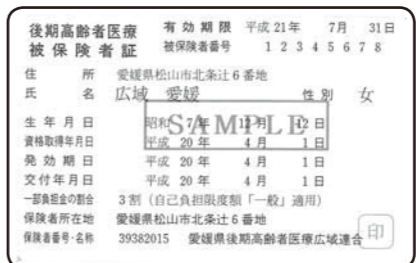 後期高齢者医療 有効期限 平成21年 7月 31日
被保険者証 被保険者番号 1 2 3 4 5 6 7 8
住 所 愛媛県松山市北条辻6番地
氏 名 広域 愛媛 性別 女
生年月日 昭和 7年 12月 12日
SAMPLE
資格取得年月日 平成 20年 4月 1日
発効期日 平成 20年 4月 1日
交付年月日 平成 20年 4月 1日
一部負担金の割合 3割(自己負担限度額「一般」適用)
保険者所在地 愛媛県松山市北条辻6番地
保険者番号・名称 39382015 愛媛県後期高齢者医療広域連合 印